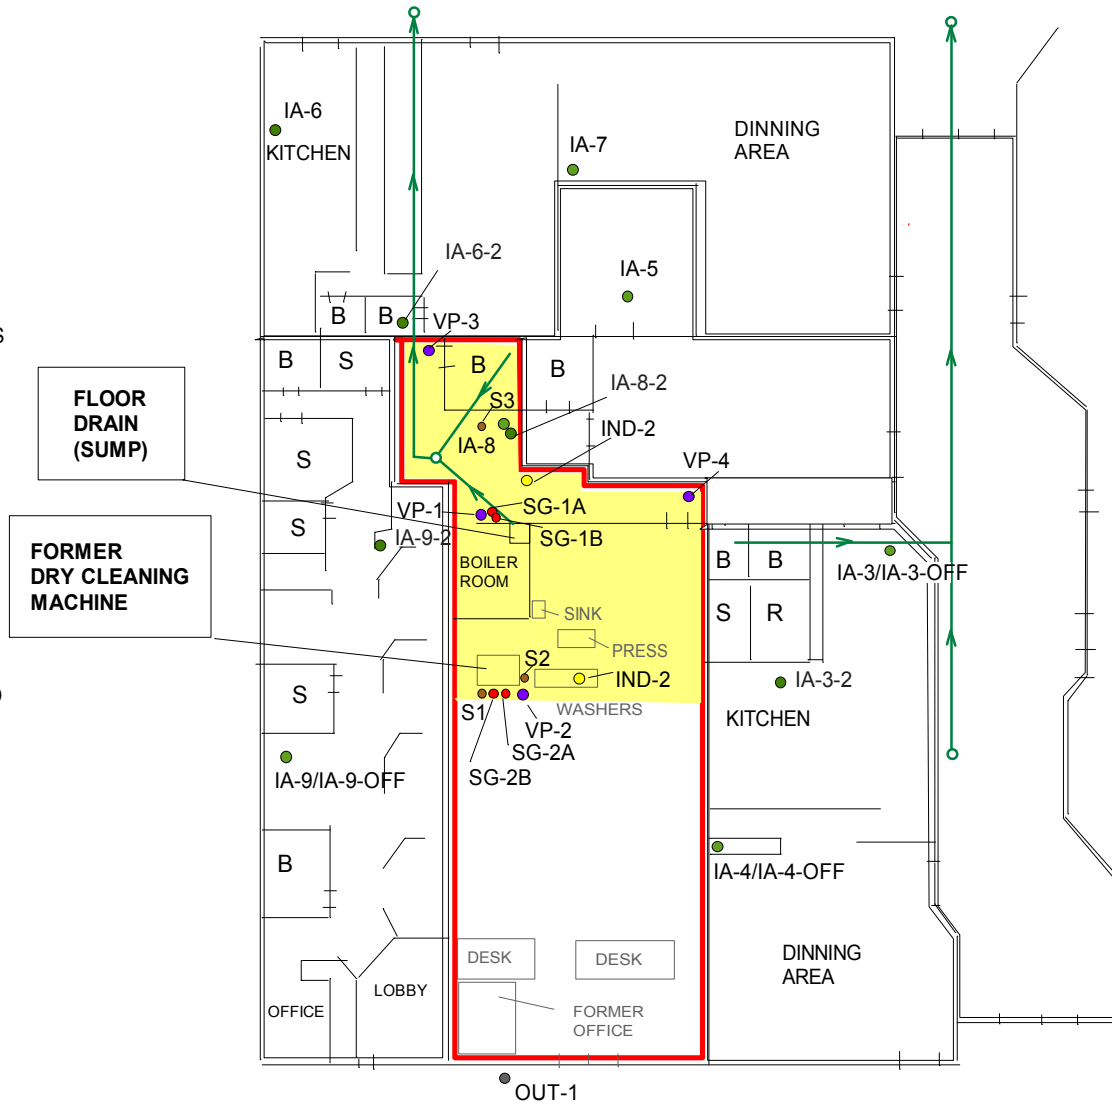 IA-6
KITCHEN
IA-7
DINNING
AREA
IA-6-2
IA-5
S
B
B
VP-3
B
S
B
B
IA-8-2
FLOOR
DRAIN
(SUMP)
S3
IA-8
IND-2
S
VP-4
VP-1
SG-1A
SG-1B
S
IA-9-2
FORMER
DRY CLEANING
MACHINE
BOILER
ROOM
B
B
IA-3/IA-3-OFF
SINK
S
R
PRESS
S2
IND-2
IA-3-2
S
S1
WASHERS
VP-2
KITCHEN
SG-2A
SG-2B
IA-9/IA-9-OFF
B
IA-4/IA-4-OFF
DESK
DESK
DINNING
AREA
LOBBY
OFFICE
FORMER
OFFICE
OUT-1